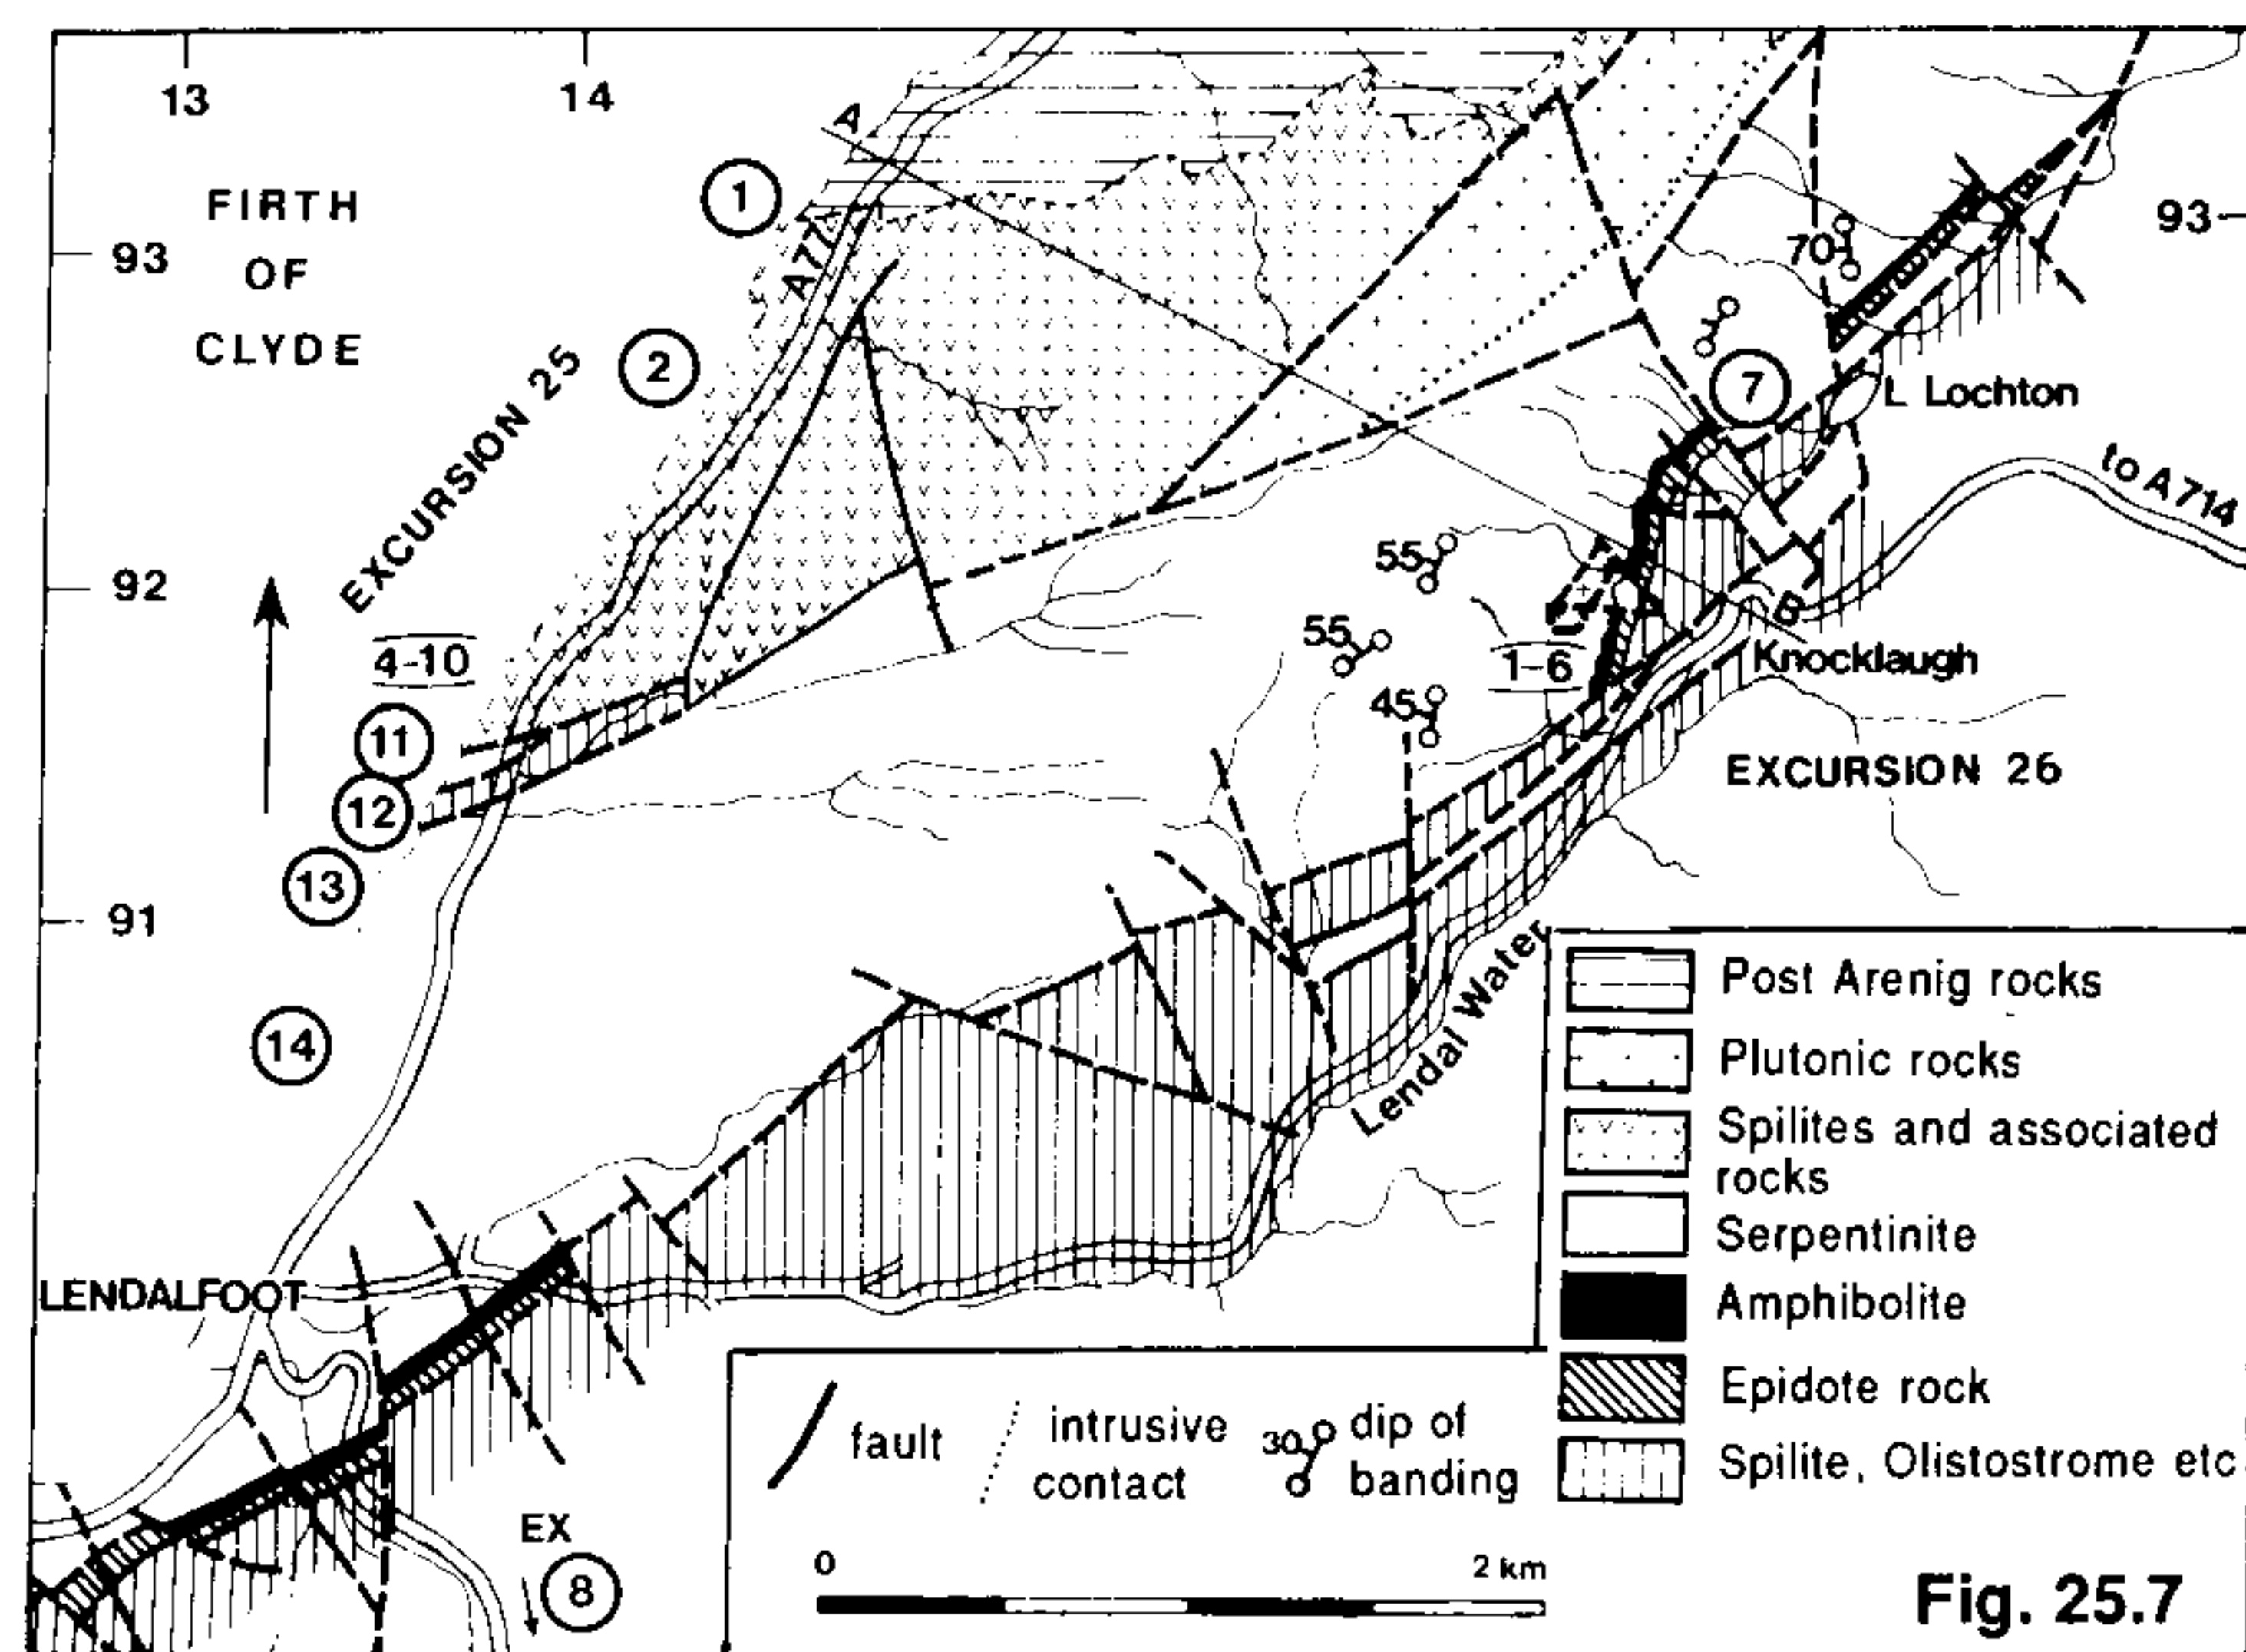 13
14
A
1
FIRTH
OF
CLYDE
93
93
A77
70
2
EXCURSION 25
7
L Lochton
to A714
92
55
55
45
4-10
1-6
B
Knocklaugh
11
12
13
EXCURSION 26
91
14
Lendal Water
LENDALFOOT
Post Arenig rocks
Plutonic rocks
Spilites and associated
rocks
Serpentinite
Amphibolite
Epidote rock
Spilite, Olistostrome etc
fault
intrusive
contact
30
dip of
banding
EX
8
0
2 km
Fig. 25.7